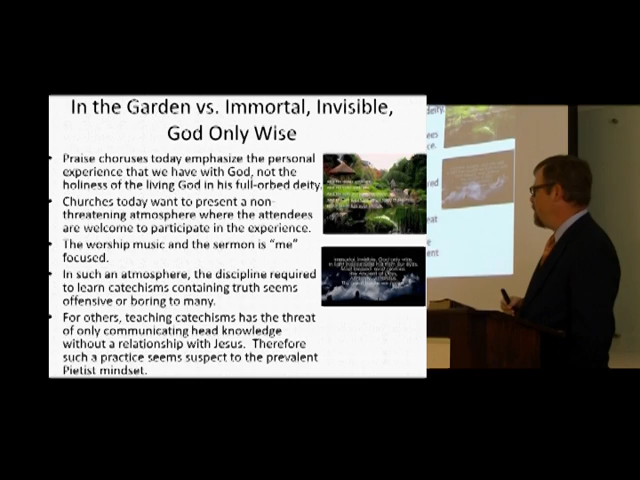 In the Garden vs. Immortal, Invisible,
God Only Wise
• Praise choruses today emphasize the personal
experience that we have with God, not the
holiness of the living God in his full-orbed deity.
• Churches today want to present a non-
threatening atmosphere where the attendees
are welcome to participate in the experience.
• The worship music and the sermon is “me”
focused.
• In such an atmosphere, the discipline required
to learn catechisms containing truth seems
offensive or boring to many.
• For others, teaching catechisms has the threat
of only communicating head knowledge
without a relationship with Jesus. Therefore
such a practice seems suspect to the prevalent
Pietist mindset.
Immortal, invisible, God only wise,
deity.